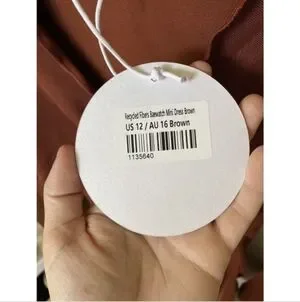 Recycled Fibers Baewatch Mini Dress Brown
US 12 / AU 16 Brown
1135640